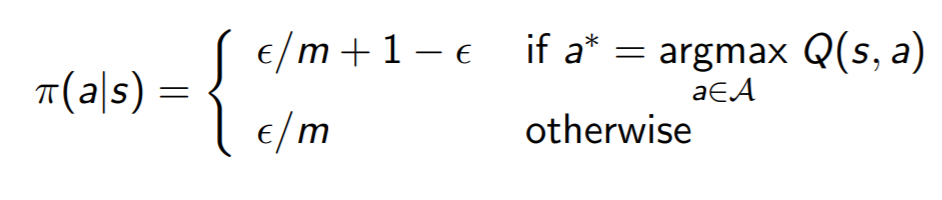 π(a|s) = { ϵ/m + 1 − ϵ if a* = argmax Q(s, a)
a∈𝒜
ϵ/m otherwise